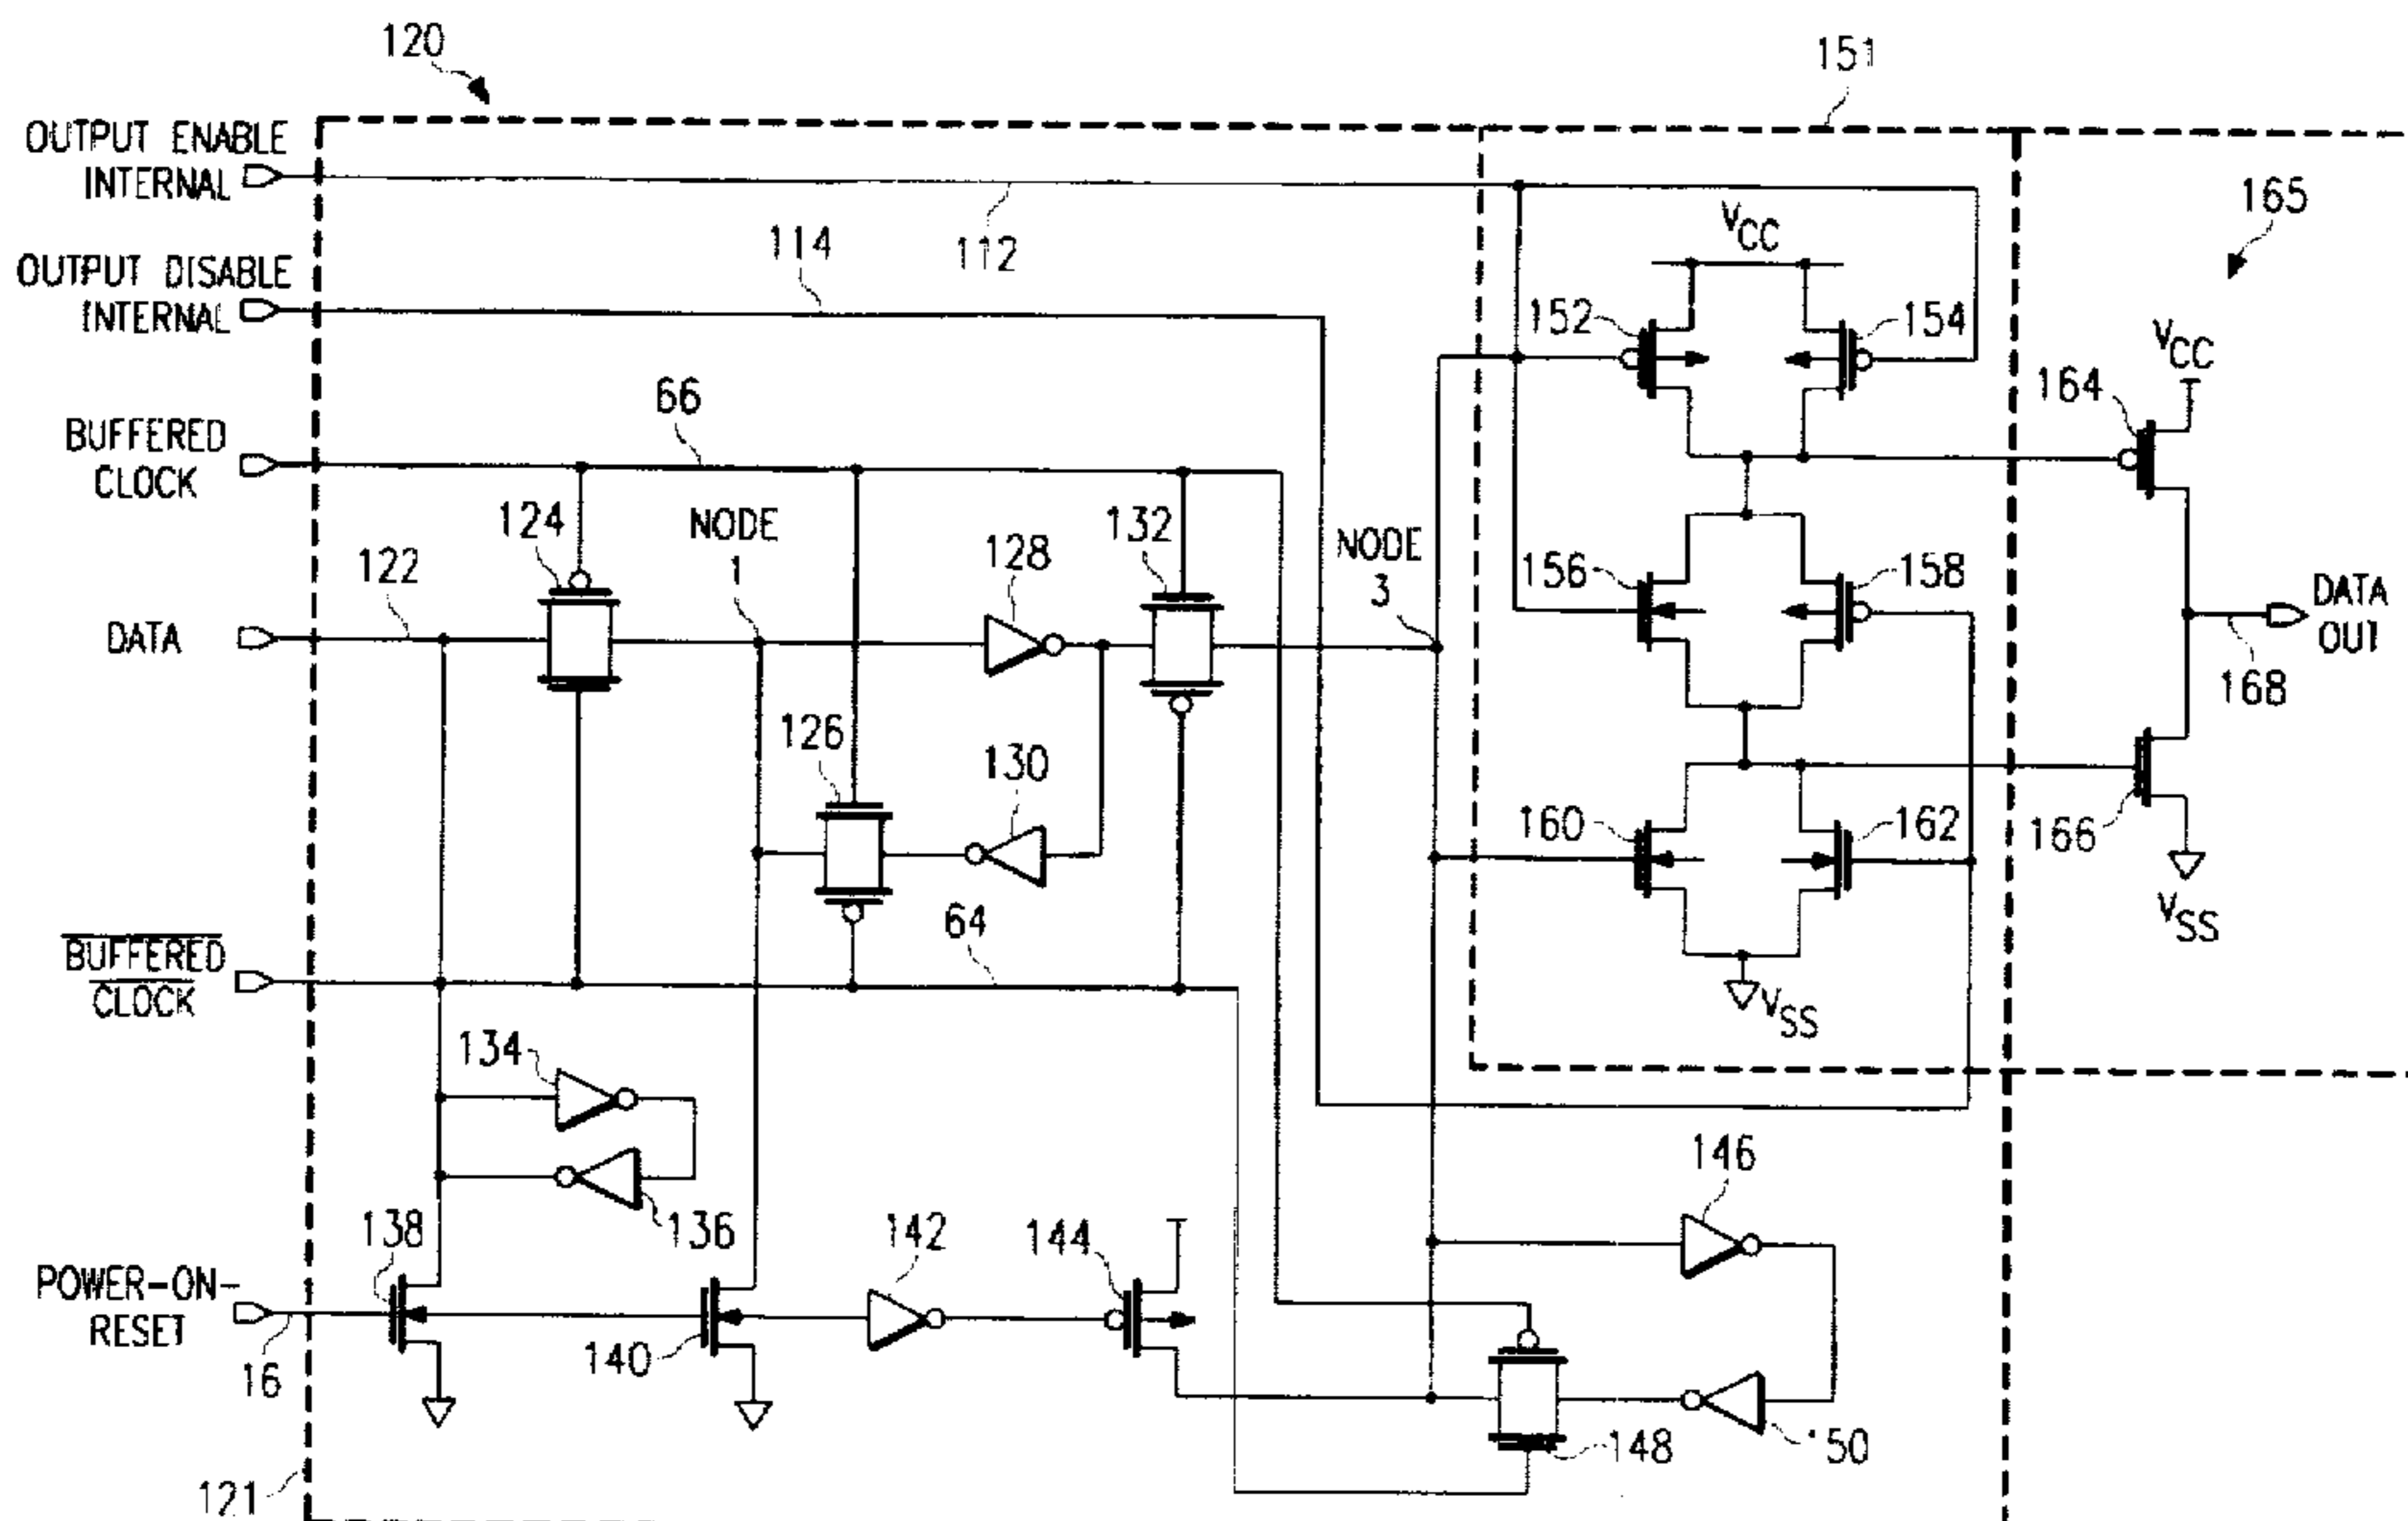 120
151
OUTPUT ENABLE
INTERNAL
112
165
OUTPUT DISABLE
INTERNAL
114
VCC
152
154
VCC
164
BUFFERED
CLOCK
66
124
NODE
1
128
132
NODE
3
156
158
DATA
OUT
168
DATA
122
126
130
160
162
166
VSS
BUFFERED
CLOCK
64
VSS
134
136
146
138
142
144
POWER-ON-
RESET
16
140
148
150
121